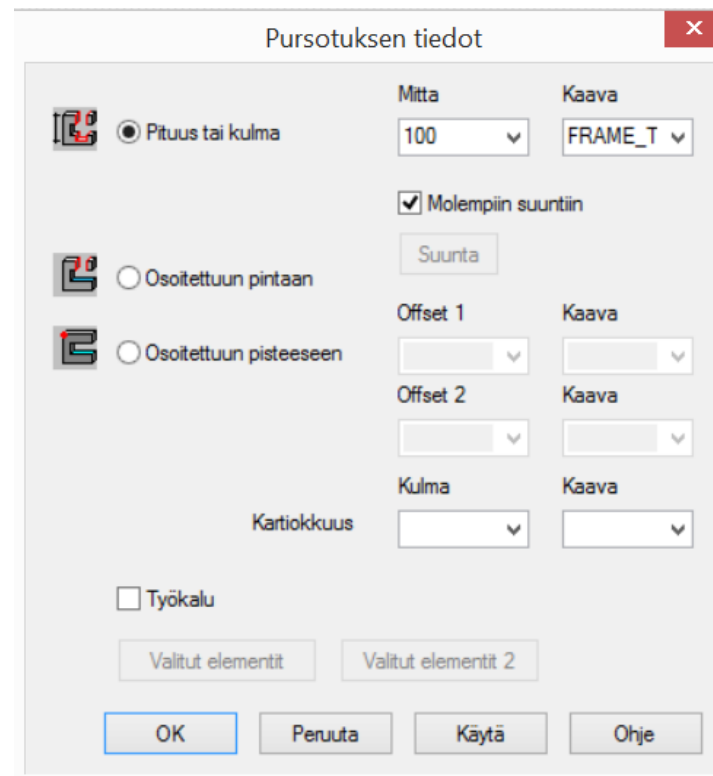 Pursotuksen tiedot
Mitta Kaava
Pituus tai kulma 100 FRAME_T
Molempiin suuntiin
Suunta
Osoitettuun pintaan
Offset 1 Kaava
Osoitettuun pisteeseen
Offset 2 Kaava
Kulma Kaava
Kartiokkuus
Työkalu
Valitut elementit Valitut elementit 2
OK Peruuta Käytä Ohje